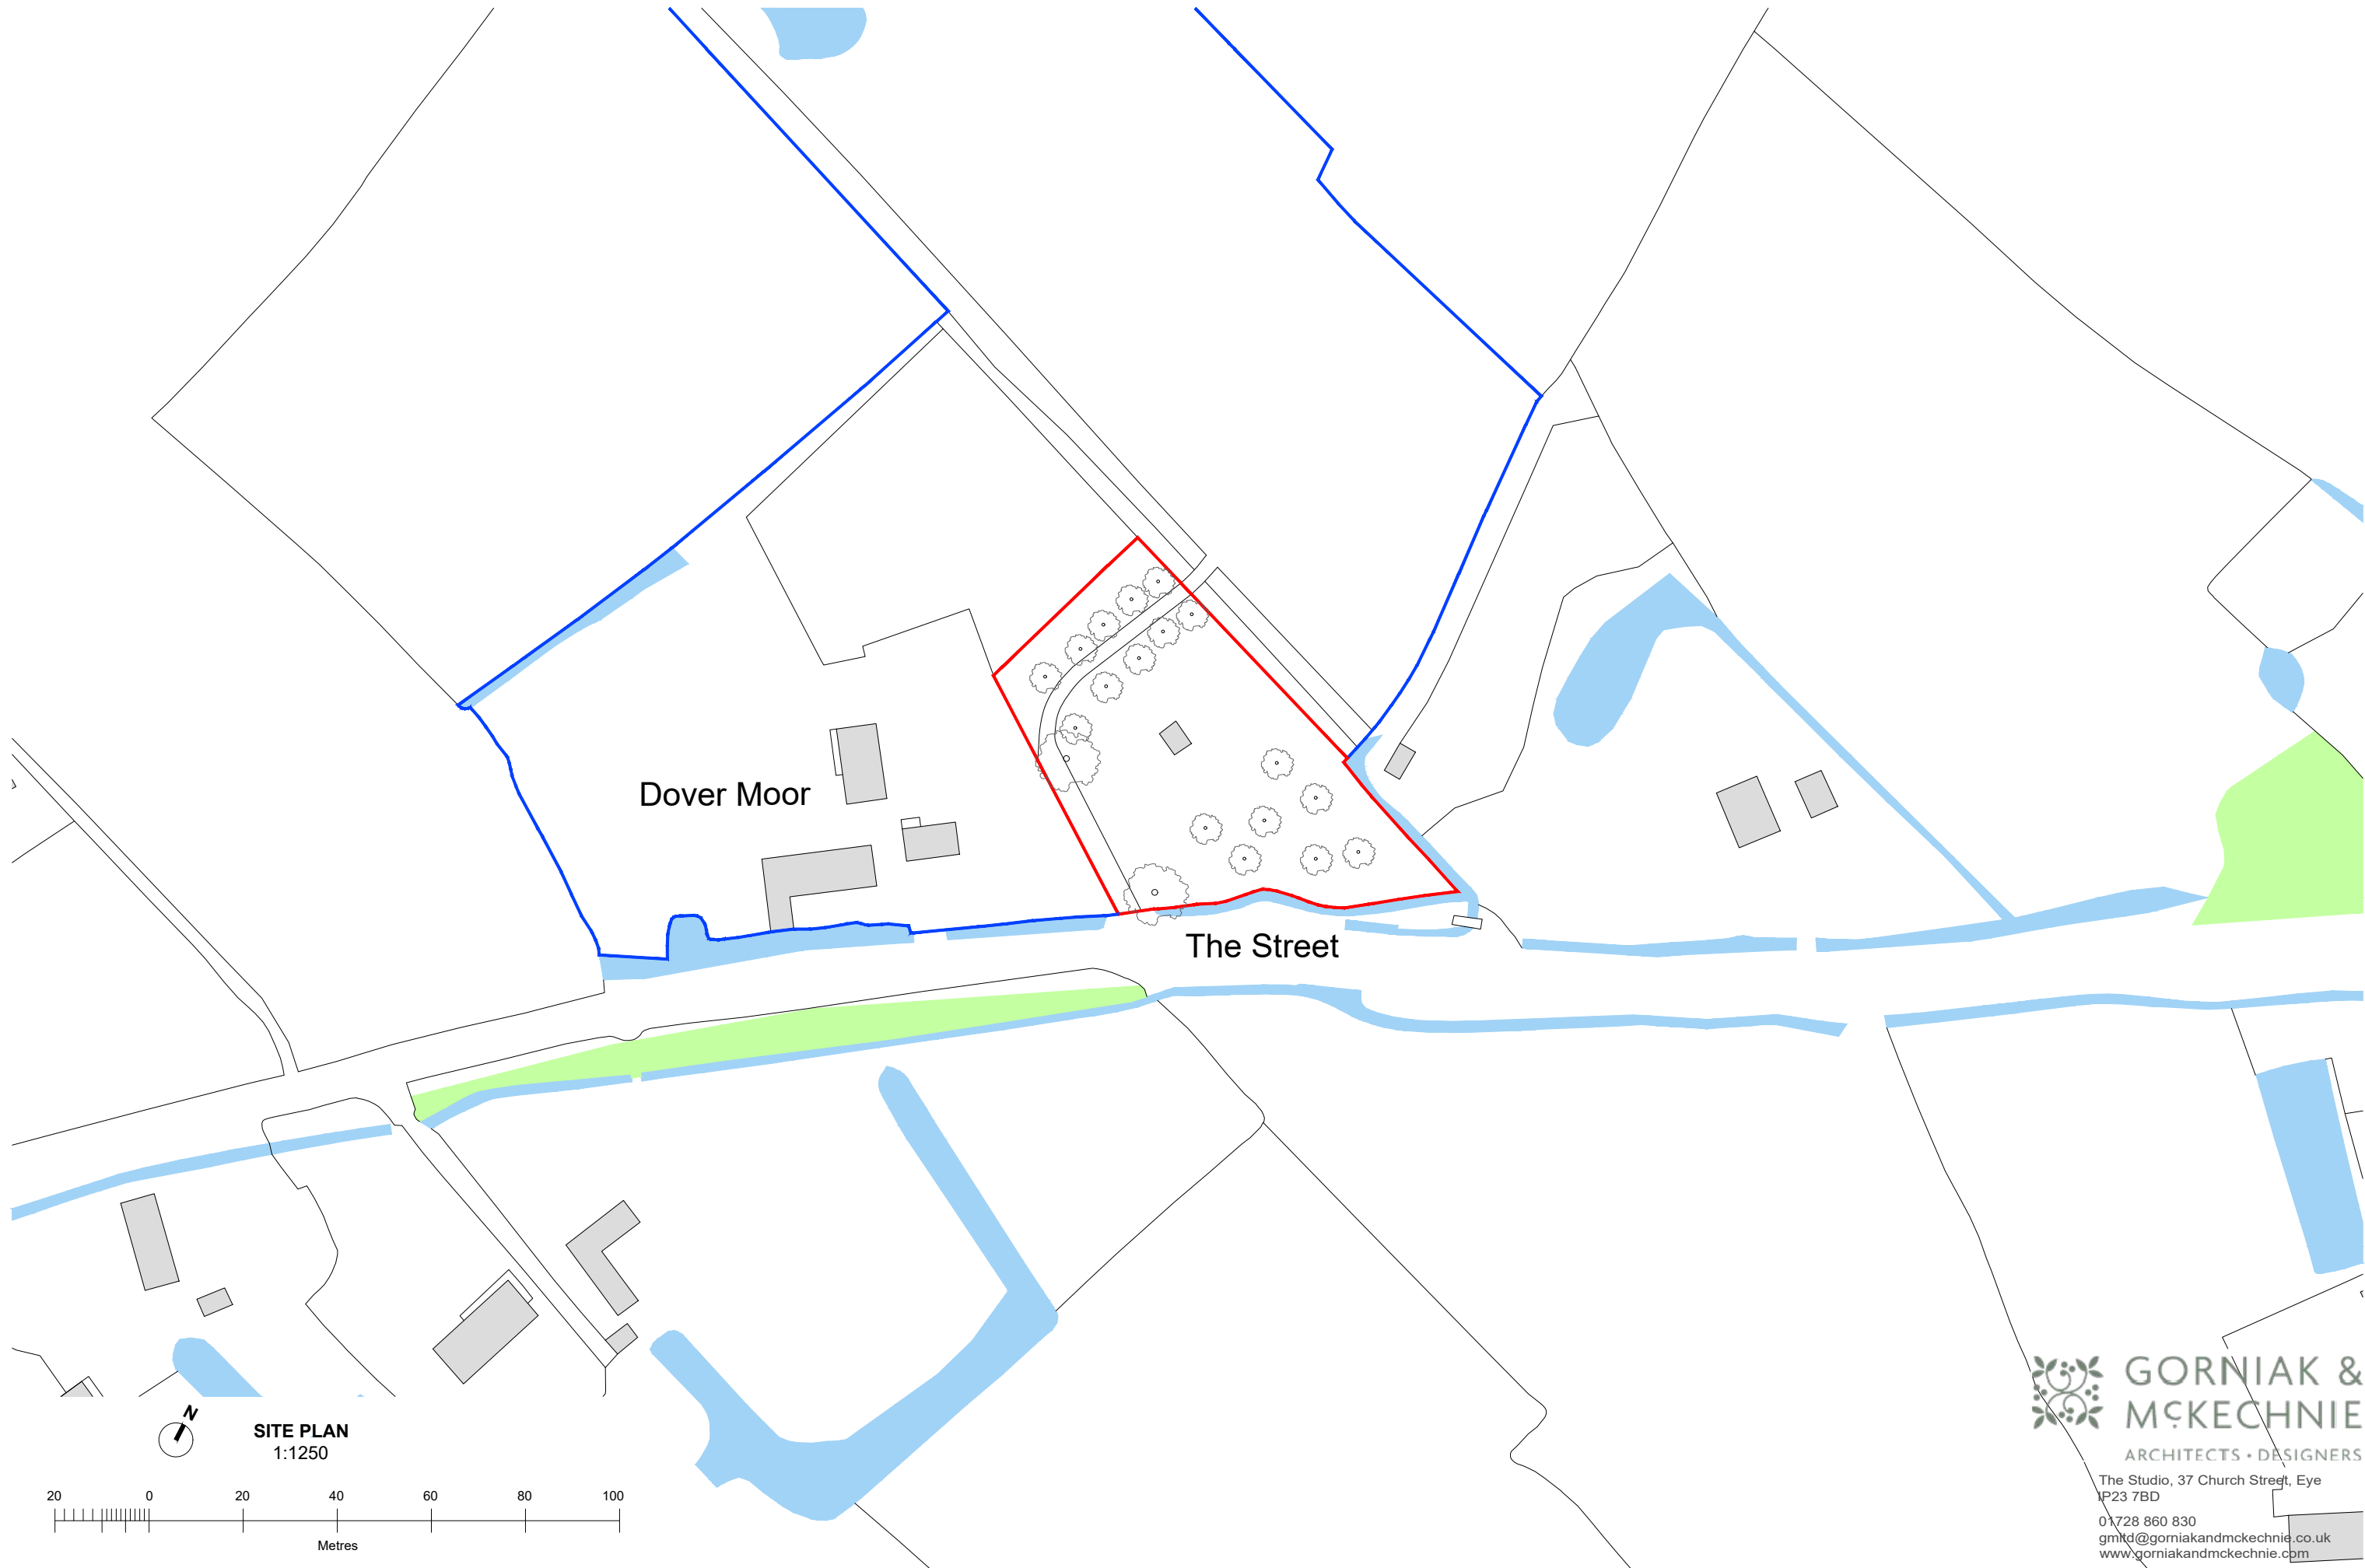 Dover Moor
The Street
N
SITE PLAN
1:1250
20 0 20 40 60 80 100
Metres
GORNIAK &
McKECHNIE
ARCHITECTS • DESIGNERS
The Studio, 37 Church Street, Eye
IP23 7BD
01728 860 830
gmltd@gorniakandmckechnie.co.uk
www.gorniakandmckechnie.com